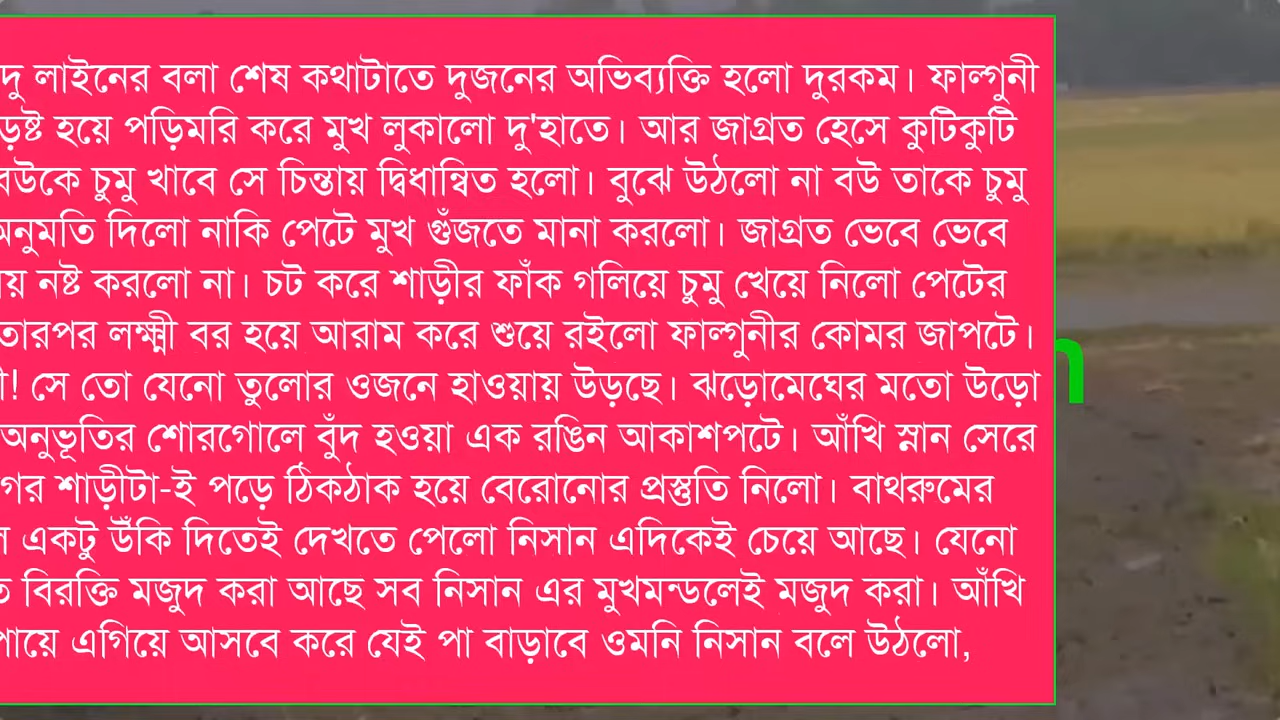 দু লাইনের বলা শেষ কথাটাতে দুজনের অভিব্যক্তি হলো দুরকম। ফাল্গুনী
হয়ে পড়িমরি করে মুখ লুকালো দু'হাতে। আর জাগ্রত হেসে কুটিকুটি
বউকে চুমু খাবে সে চিন্তায় দ্বিধান্বিত হলো। বুঝে উঠলো না বউ তাকে চুমু
অনুমতি দিলো নাকি পেটে মুখ গুঁজতে মানা করলো। জাগ্রত ভেবে ভেবে
নষ্ট করলো না। চট করে শাড়ীর ফাঁক গলিয়ে চুমু খেয়ে নিলো পেটের
তারপর লক্ষ্মী বর হয়ে আরাম করে শুয়ে রইলো ফাল্গুনীর কোমর জাপটে।
সে তো যেনো তুলোর ওজনে হাওয়ায় উড়ছে। ঝড়োমেঘের মতো উড়ো
অনুভূতির শোরগোলে বুঁদ হওয়া এক রঙিন আকাশপটে। আঁখি স্নান সেরে
শাড়ীটা-ই পড়ে ঠিকঠাক হয়ে বেরোনোর প্রস্তুতি নিলো। বাথরুমের
একটু উঁকি দিতেই দেখতে পেলো নিসান এদিকেই চেয়ে আছে। যেনো
বিরক্তি মজুদ করা আছে সব নিসান এর মুখমন্ডলেই মজুদ করা। আঁখি
পায়ে এগিয়ে আসবে করে যেই পা বাড়াবে ওমনি নিসান বলে উঠলো,